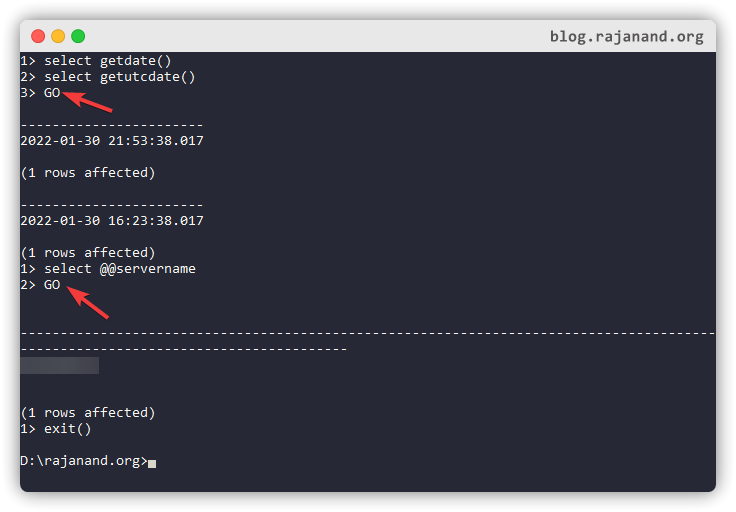 blog.rajanand.org
1> select getdate()
2> select getutcdate()
3> GO
-----------------------
2022-01-30 21:53:38.017
(1 rows affected)
-----------------------
2022-01-30 16:23:38.017
(1 rows affected)
1> select @@servername
2> GO
---------------------------------------------------------------------------------------
-----------------------------------------
(1 rows affected)
1> exit()
D:\rajanand.org>